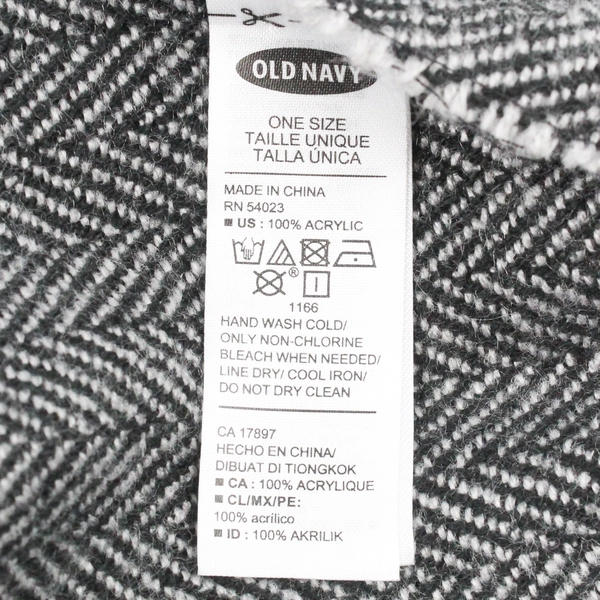 OLD NAVY
ONE SIZE
TAILLE UNIQUE
TALLA ÚNICA
MADE IN CHINA
RN 54023
US : 100% ACRYLIC
®
1166
HAND WASH COLD/
ONLY NON-CHLORINE
BLEACH WHEN NEEDED/
LINE DRY/ COOL IRON/
DO NOT DRY CLEAN
CA 17897
HECHO EN CHINA/
DIBUAT DI TIONGKOK
CA : 100% ACRYLIQUE
CL/MX/PE:
100% acrílico
ID : 100% AKRILIK